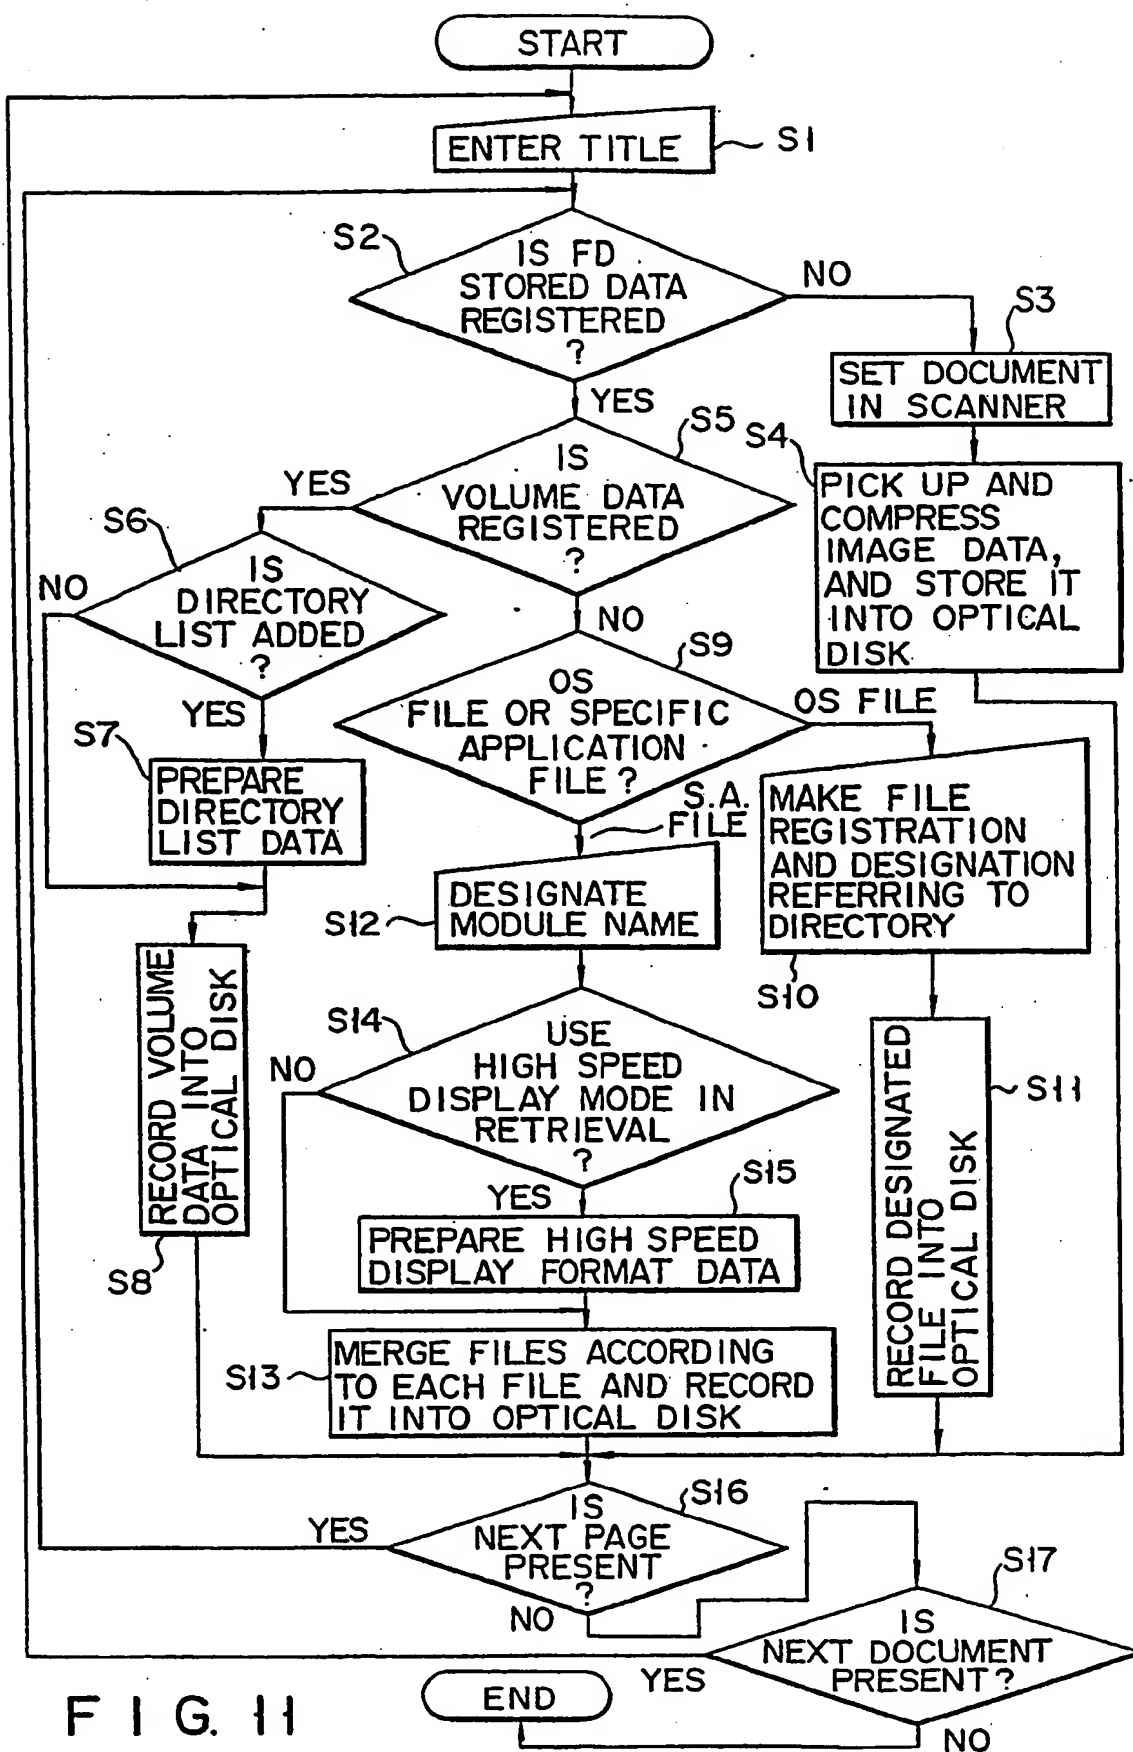 START
ENTER TITLE
S1
S2
IS FD
STORED DATA
REGISTERED
?
NO
YES
S3
SET DOCUMENT
IN SCANNER
S4
PICK UP AND
COMPRESS
IMAGE DATA,
AND STORE IT
INTO OPTICAL
DISK
S5
IS
VOLUME DATA
REGISTERED
?
YES
NO
S6
IS
DIRECTORY
LIST ADDED
?
NO
YES
S7
PREPARE
DIRECTORY
LIST DATA
RECORD VOLUME
DATA INTO
OPTICAL DISK
S8
S9
OS
FILE OR SPECIFIC
APPLICATION
FILE ?
OS FILE
S.A.
FILE
MAKE FILE
REGISTRATION
AND DESIGNATION
REFERRING TO
DIRECTORY
S10
RECORD DESIGNATED
FILE INTO
OPTICAL DISK
S11
DESIGNATE
MODULE NAME
S12
S14
USE
HIGH SPEED
DISPLAY MODE IN
RETRIEVAL
?
NO
YES
S15
PREPARE HIGH SPEED
DISPLAY FORMAT DATA
S13
MERGE FILES ACCORDING
TO EACH FILE AND RECORD
IT INTO OPTICAL DISK
S16
IS
NEXT PAGE
PRESENT
?
YES
NO
S17
IS
NEXT DOCUMENT
PRESENT ?
YES
NO
END
FIG. 11